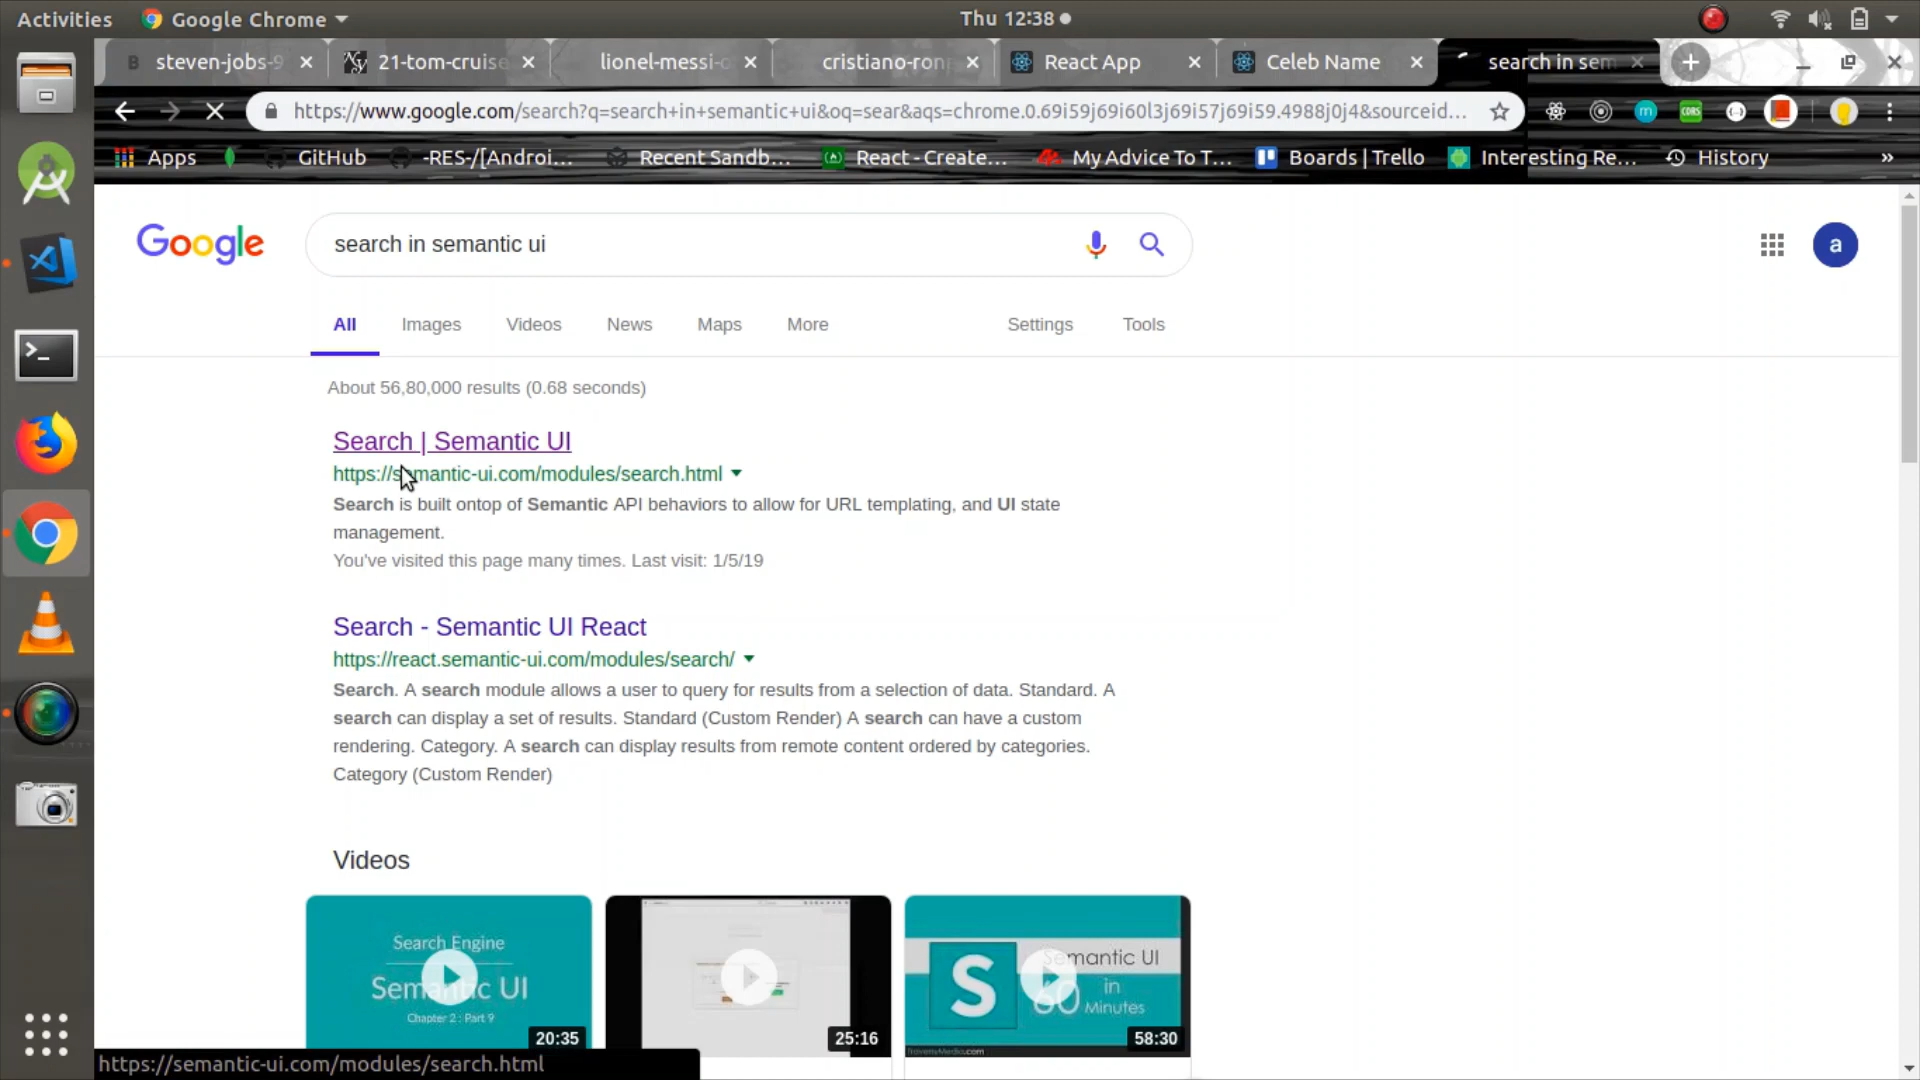 Activities Google Chrome Thu 12:38
steven-jobs-9 21-tom-cruise lionel-messi- cristiano-ron React App Celeb Name search in sem
https://www.google.com/search?q=search+in+semantic+ui&oq=sear&aqs=chrome.0.69i59j69i60l3j69i57j69i59.4988j0j4&sourceid...
Apps GitHub -RES-/[Androi... Recent Sandb... React - Create... My Advice To T... Boards | Trello Interesting Re... History »
Google search in semantic ui a
All Images Videos News Maps More Settings Tools
About 56,80,000 results (0.68 seconds)
Search | Semantic UI
https://semantic-ui.com/modules/search.html
Search is built ontop of Semantic API behaviors to allow for URL templating, and UI state
management.
You've visited this page many times. Last visit: 1/5/19
Search - Semantic UI React
https://react.semantic-ui.com/modules/search/
Search. A search module allows a user to query for results from a selection of data. Standard. A
search can display a set of results. Standard (Custom Render) A search can have a custom
rendering. Category. A search can display results from remote content ordered by categories.
Category (Custom Render)
Videos
Search Engine
Semantic UI
Chapter 2 : Part 9
20:35
25:16
S Semantic UI
in
60 Minutes
58:30
https://semantic-ui.com/modules/search.html